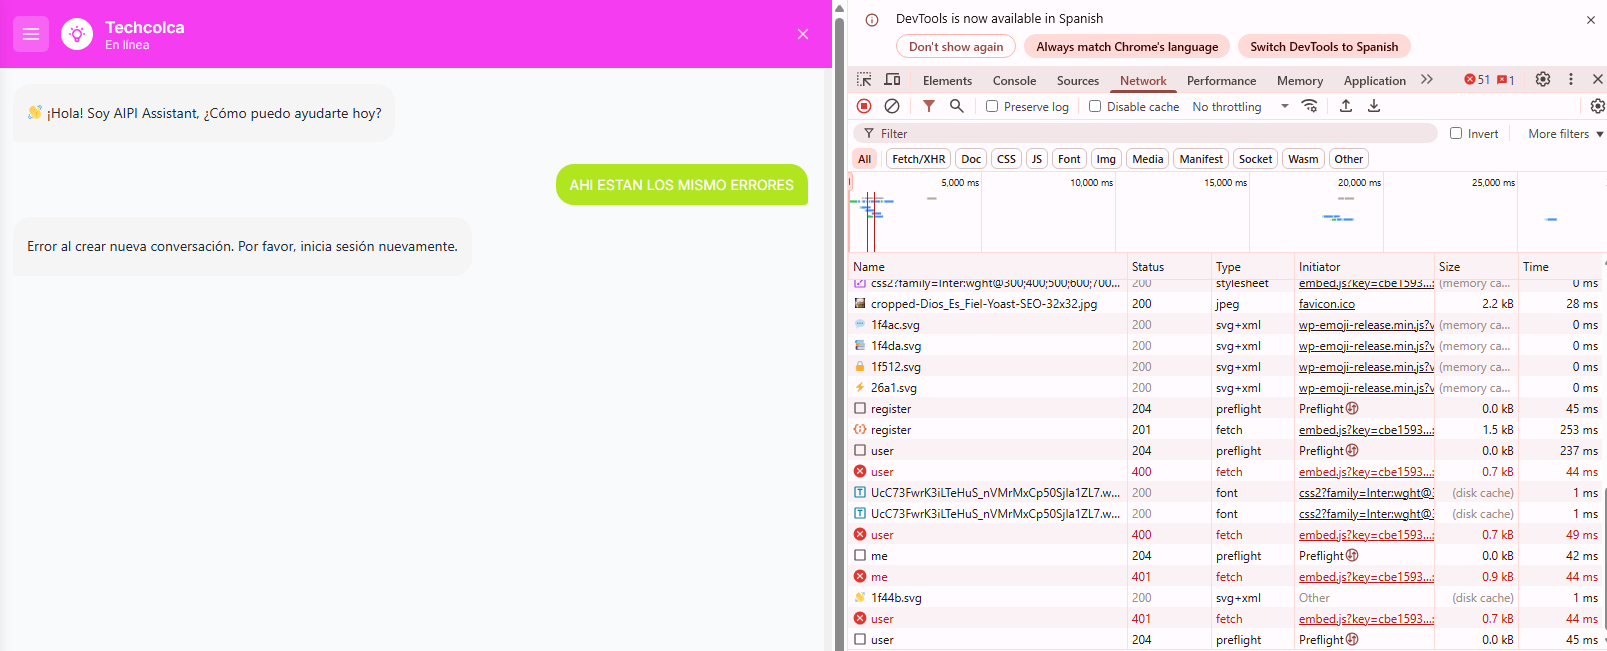 Techcolca
En línea
👋 ¡Hola! Soy AIPI Assistant, ¿Cómo puedo ayudarte hoy?
AHI ESTAN LOS MISMO ERRORES
Error al crear nueva conversación. Por favor, inicia sesión nuevamente.
DevTools is now available in Spanish
Don't show again
Always match Chrome's language
Switch DevTools to Spanish
Elements Console Sources Network Performance Memory Application 51 1
Preserve log Disable cache No throttling
Filter Invert More filters
All Fetch/XHR Doc CSS JS Font Img Media Manifest Socket Wasm Other
5,000 ms 10,000 ms 15,000 ms 20,000 ms 25,000 ms
Name Status Type Initiator Size Time
css2?family=Inter:wght@300;400;500;600;700... 200 stylesheet embed.js?key=cbe1593... (memory ca... 0 ms
cropped-Dios_Es_Fiel-Yoast-SEO-32x32.jpg 200 jpeg favicon.ico 2.2 kB 28 ms
1f4ac.svg 200 svg+xml wp-emoji-release.min.js?v (memory ca... 0 ms
1f4da.svg 200 svg+xml wp-emoji-release.min.js?v (memory ca... 0 ms
1f512.svg 200 svg+xml wp-emoji-release.min.js?v (memory ca... 0 ms
26a1.svg 200 svg+xml wp-emoji-release.min.js?v (memory ca... 0 ms
register 204 preflight Preflight 0.0 kB 45 ms
register 201 fetch embed.js?key=cbe1593... 1.5 kB 253 ms
user 204 preflight Preflight 0.0 kB 237 ms
user 400 fetch embed.js?key=cbe1593... 0.7 kB 44 ms
UcC73FwrK3iLTeHuS_nVMrMxCp50SjIa1ZL7.w... 200 font css2?family=Inter:wght@3 (disk cache) 1 ms
UcC73FwrK3iLTeHuS_nVMrMxCp50SjIa1ZL7.w... 200 font css2?family=Inter:wght@3 (disk cache) 1 ms
user 400 fetch embed.js?key=cbe1593... 0.7 kB 49 ms
me 204 preflight Preflight 0.0 kB 42 ms
me 401 fetch embed.js?key=cbe1593... 0.9 kB 44 ms
1f44b.svg 200 svg+xml Other (disk cache) 1 ms
user 401 fetch embed.js?key=cbe1593... 0.7 kB 44 ms
user 204 preflight Preflight 0.0 kB 45 ms